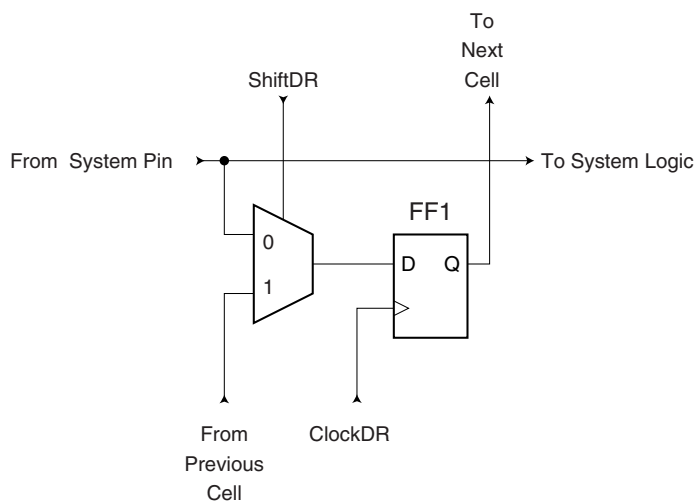 To
Next
Cell
ShiftDR
From System Pin
To System Logic
FF1
0
D Q
1
From
Previous
Cell
ClockDR